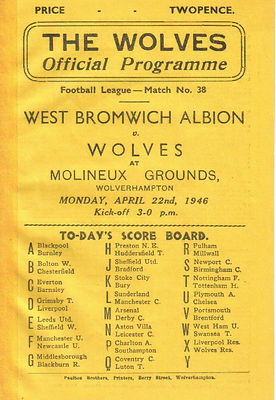 PRICE - - TWOPENCE.
THE WOLVES
Official Programme
Football League—Match No. 38
WEST BROMWICH ALBION
v.
WOLVES
AT
MOLINEUX GROUNDS,
WOLVERHAMPTON
MONDAY, APRIL 22nd, 1946
Kick-off 3-0 p.m.
TO-DAY'S SCORE BOARD.
A Blackpool
Burnley
B Bolton W.
Chesterfield
C Everton
Barnsley
D Grimsby T.
Liverpool
E Leeds Utd.
Sheffield W.
F Manchester U.
Newcastle U.
G Middlesborough
Blackburn R.
H Preston N. E.
Huddersfield T.
J Sheffield Utd.
Bradford
K Stoke City
Bury
L Sunderland
Manchester C.
M Arsenal
Derby C.
N Aston Villa
Leicester C.
P Charlton A.
Southampton
Q Coventry C.
Luton T.
R Fulham
Millwall
S Newport C.
Birmingham C.
T Nottingham F.
Tottenham H.
U Plymouth A.
Chelsea
V Portsmouth
Brentford
W West Ham U.
Swansea T.
X Liverpool Res.
Wolves Res.
Y
Paulton Brothers, Printers, Berry Street, Wolverhampton.